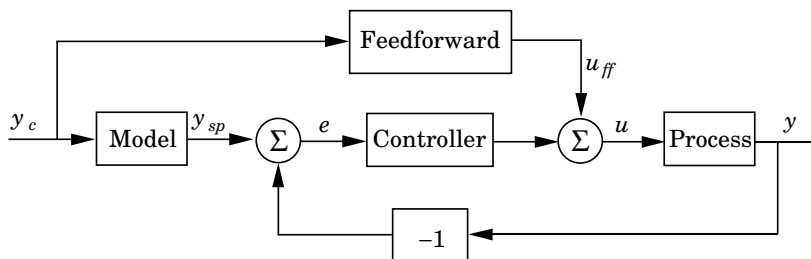 Feedforward
u_ff
y_c
Model
y_sp
Σ
e
Controller
Σ
u
Process
y
−1